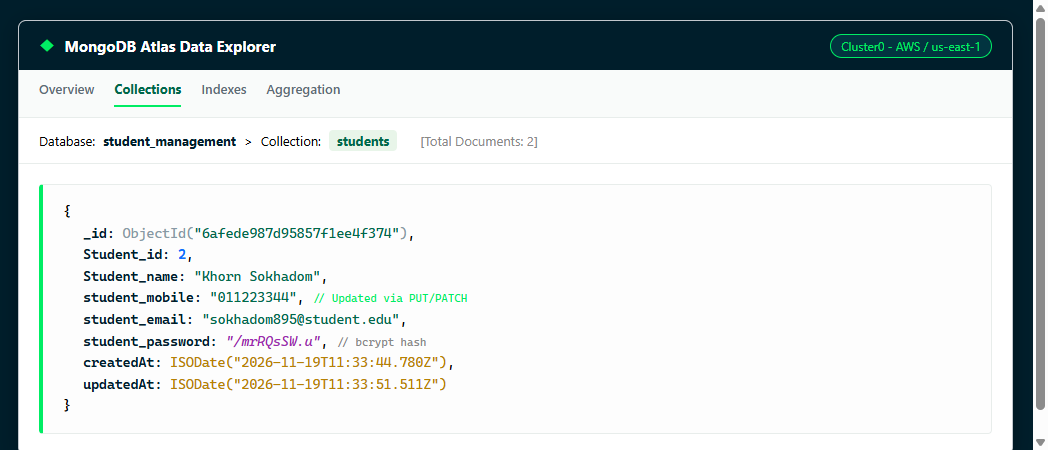 MongoDB Atlas Data Explorer
Cluster0 - AWS / us-east-1
Overview Collections Indexes Aggregation
Database: student_management > Collection: students [Total Documents: 2]
{
_id: ObjectId("6afede987d95857f1ee4f374"),
Student_id: 2,
Student_name: "Khorn Sokhadom",
student_mobile: "011223344", // Updated via PUT/PATCH
student_email: "sokhadom895@student.edu",
student_password: "/mrRQsSW.u", // bcrypt hash
createdAt: ISODate("2026-11-19T11:33:44.780Z"),
updatedAt: ISODate("2026-11-19T11:33:51.511Z")
}